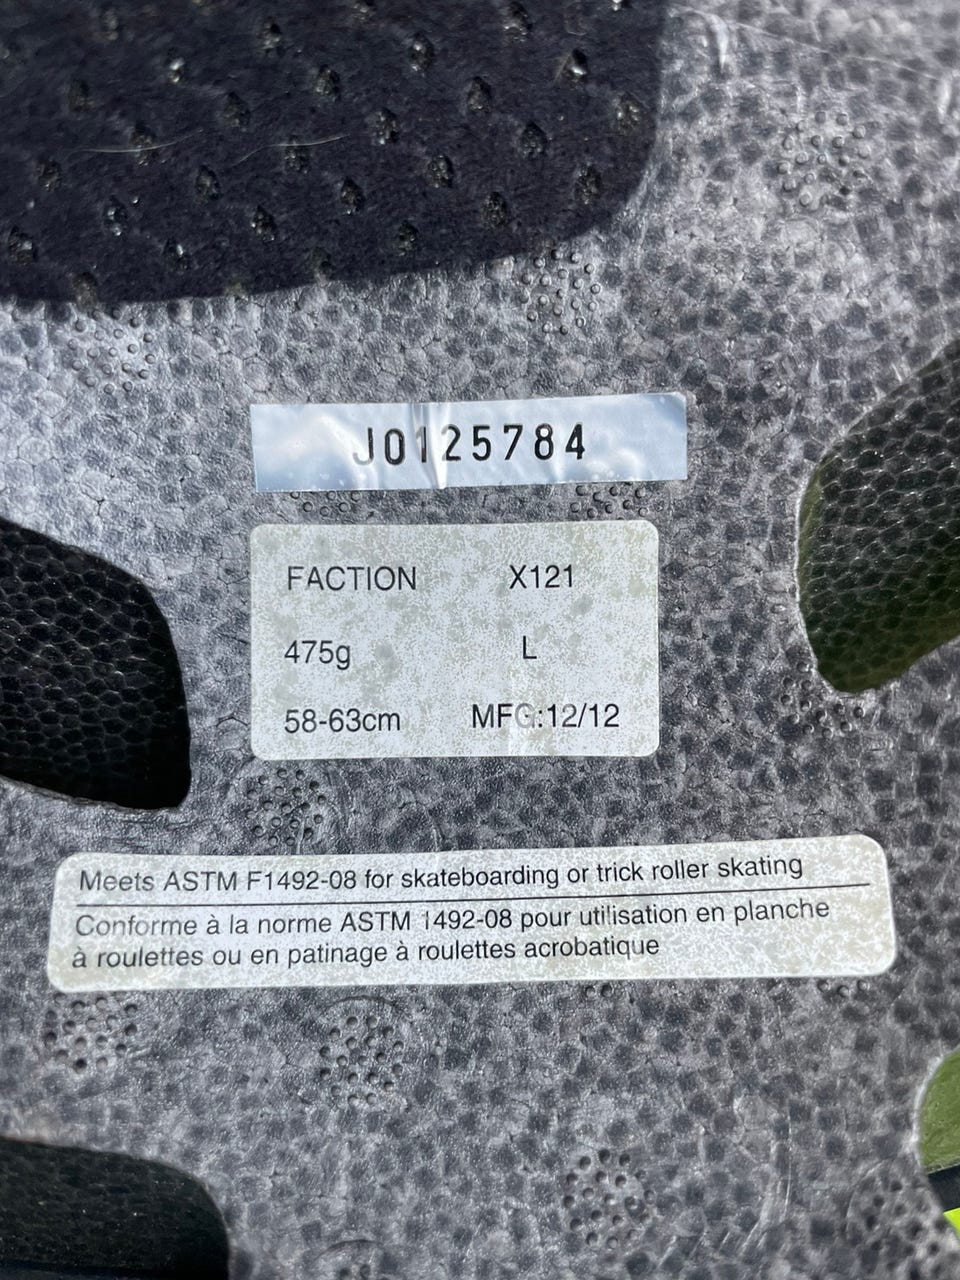 J0125784
FACTION X121
475g L
58-63cm MFG:12/12
Meets ASTM F1492-08 for skateboarding or trick roller skating
Conforme à la norme ASTM 1492-08 pour utilisation en planche
à roulettes ou en patinage à roulettes acrobatique